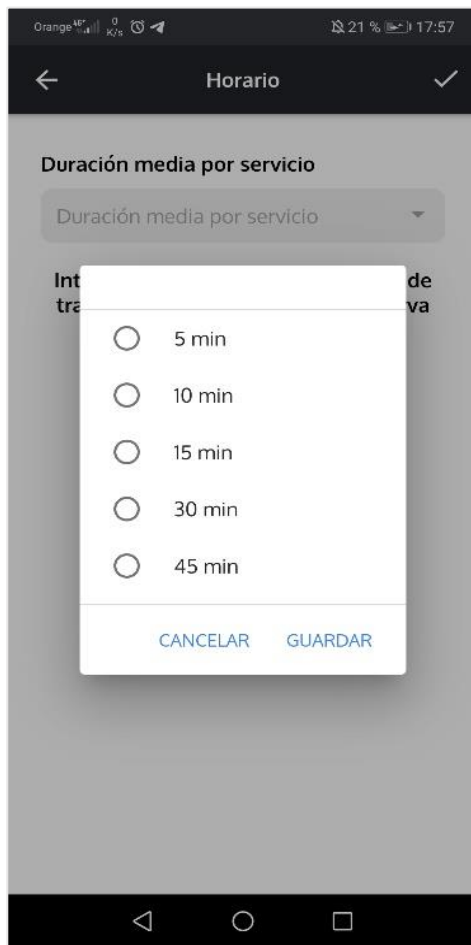 Orange 4G+ 0 K/s 21 % 17:57
Horario
Duración media por servicio
Duración media por servicio
Int de
tra va
5 min
10 min
15 min
30 min
45 min
CANCELAR GUARDAR